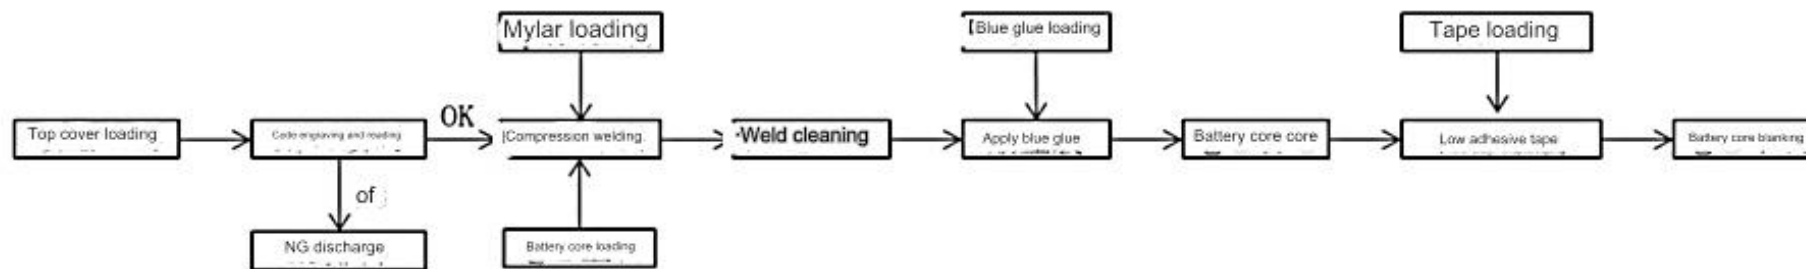 Mylar loading
Blue glue loading
Tape loading
Top cover loading
Code engraving and reading
OK
Compression welding
Weld cleaning
Apply blue glue
Battery core core
Low adhesive tape
Battery core blanking
of
NG discharge
Battery core loading